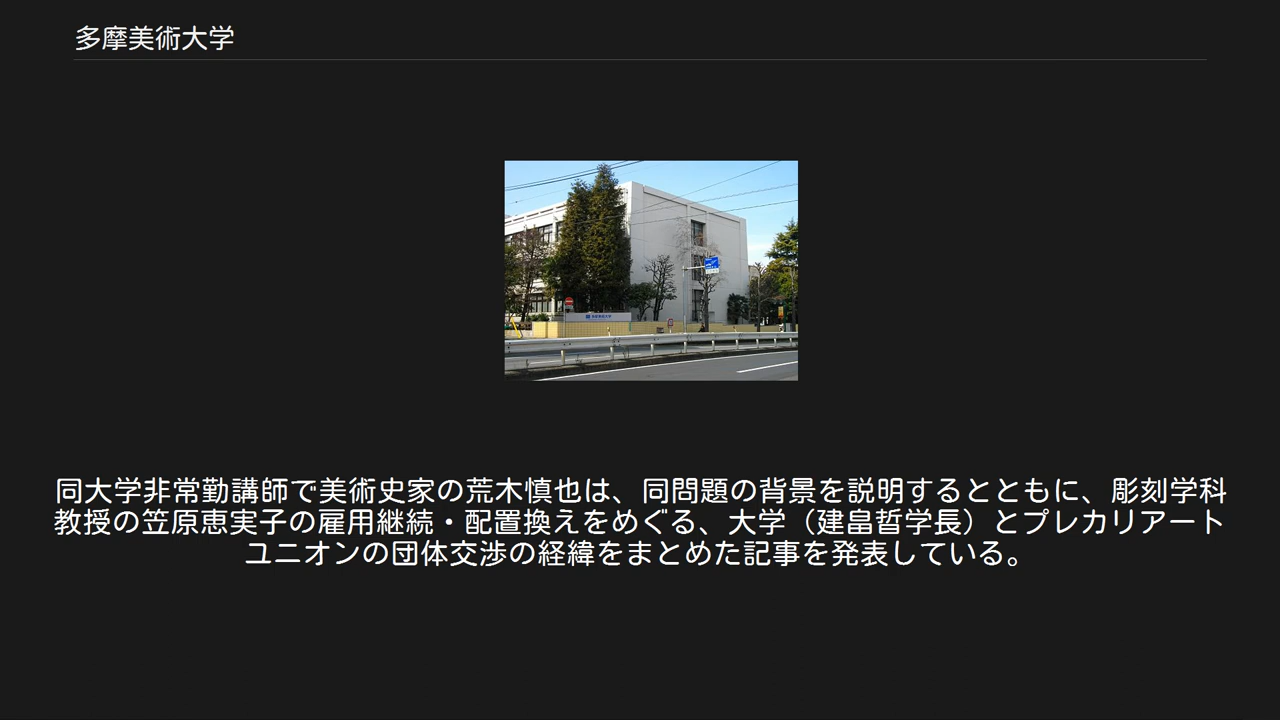 多摩美術大学
同大学非常勤講師で美術史家の荒木慎也は、同問題の背景を説明するとともに、彫刻学科
教授の笠原恵実子の雇用継続・配置換えをめぐる、大学（建畠晢学長）とプレカリアート
ユニオンの団体交渉の経緯をまとめた記事を発表している。